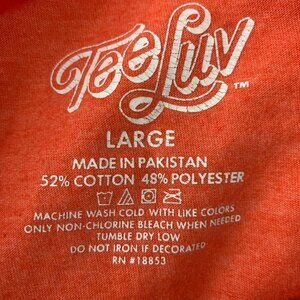 Tee Luv ™
LARGE
MADE IN PAKISTAN
52% COTTON 48% POLYESTER
MACHINE WASH COLD WITH LIKE COLORS
ONLY NON-CHLORINE BLEACH WHEN NEEDED
TUMBLE DRY LOW
DO NOT IRON IF DECORATED
RN #18853